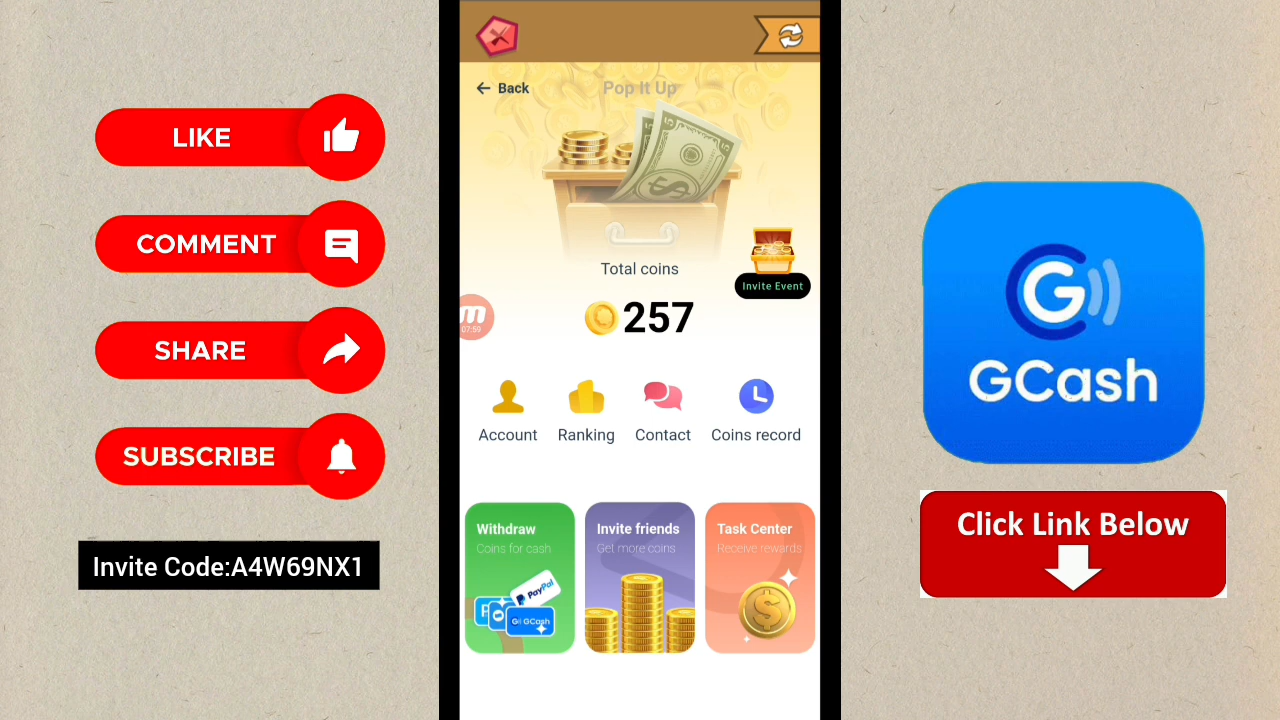 LIKE
COMMENT
SHARE
SUBSCRIBE
Invite Code:A4W69NX1
Back
Pop It Up
Total coins
Invite Event
257
m
07:59
Account
Ranking
Contact
Coins record
Withdraw
Coins for cash
PayPal
GCash
Invite friends
Get more coins
Task Center
Receive rewards
G
GCash
Click Link Below